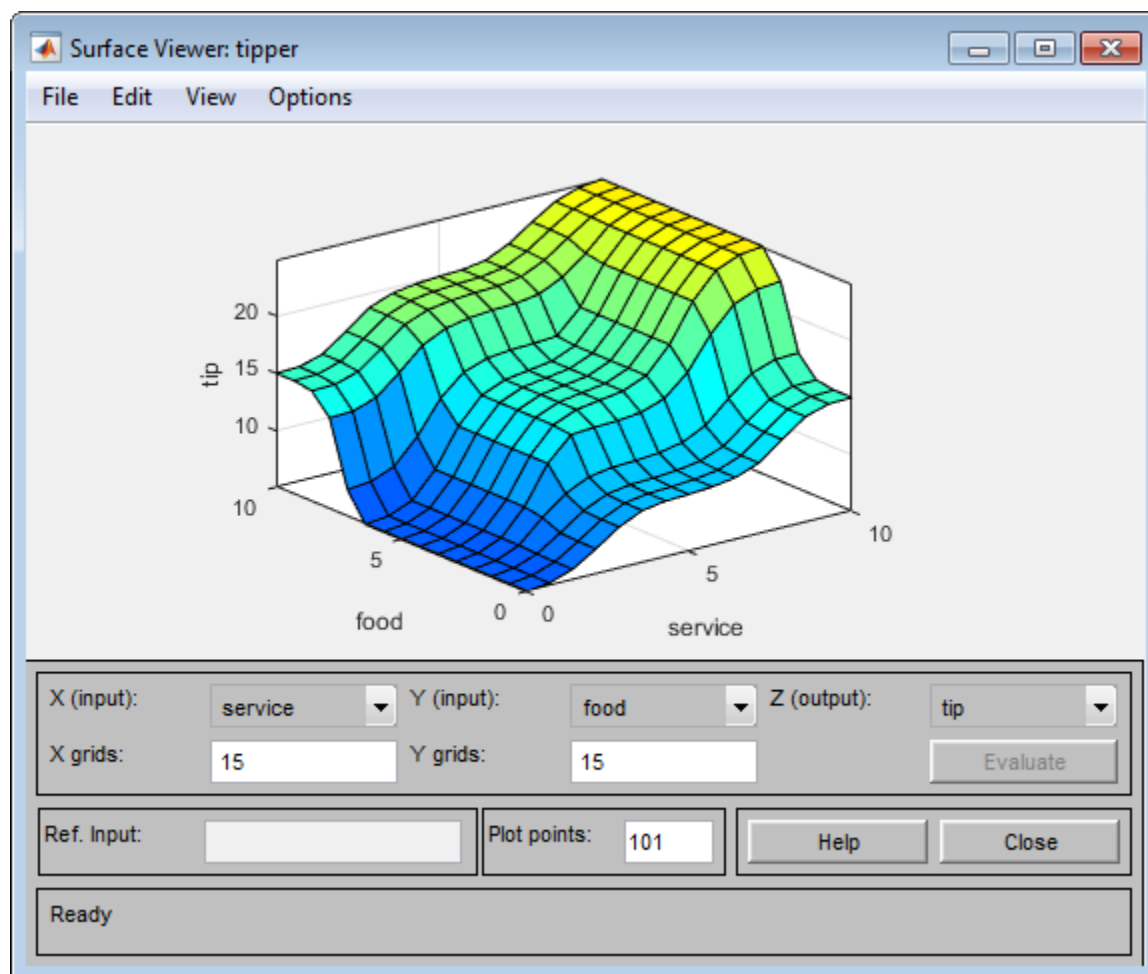 Surface Viewer: tipper
File Edit View Options
20
15
10
tip
10
5
0
food
0
5
10
service
X (input): service Y (input): food Z (output): tip
X grids: 15 Y grids: 15 Evaluate
Ref. Input: Plot points: 101 Help Close
Ready